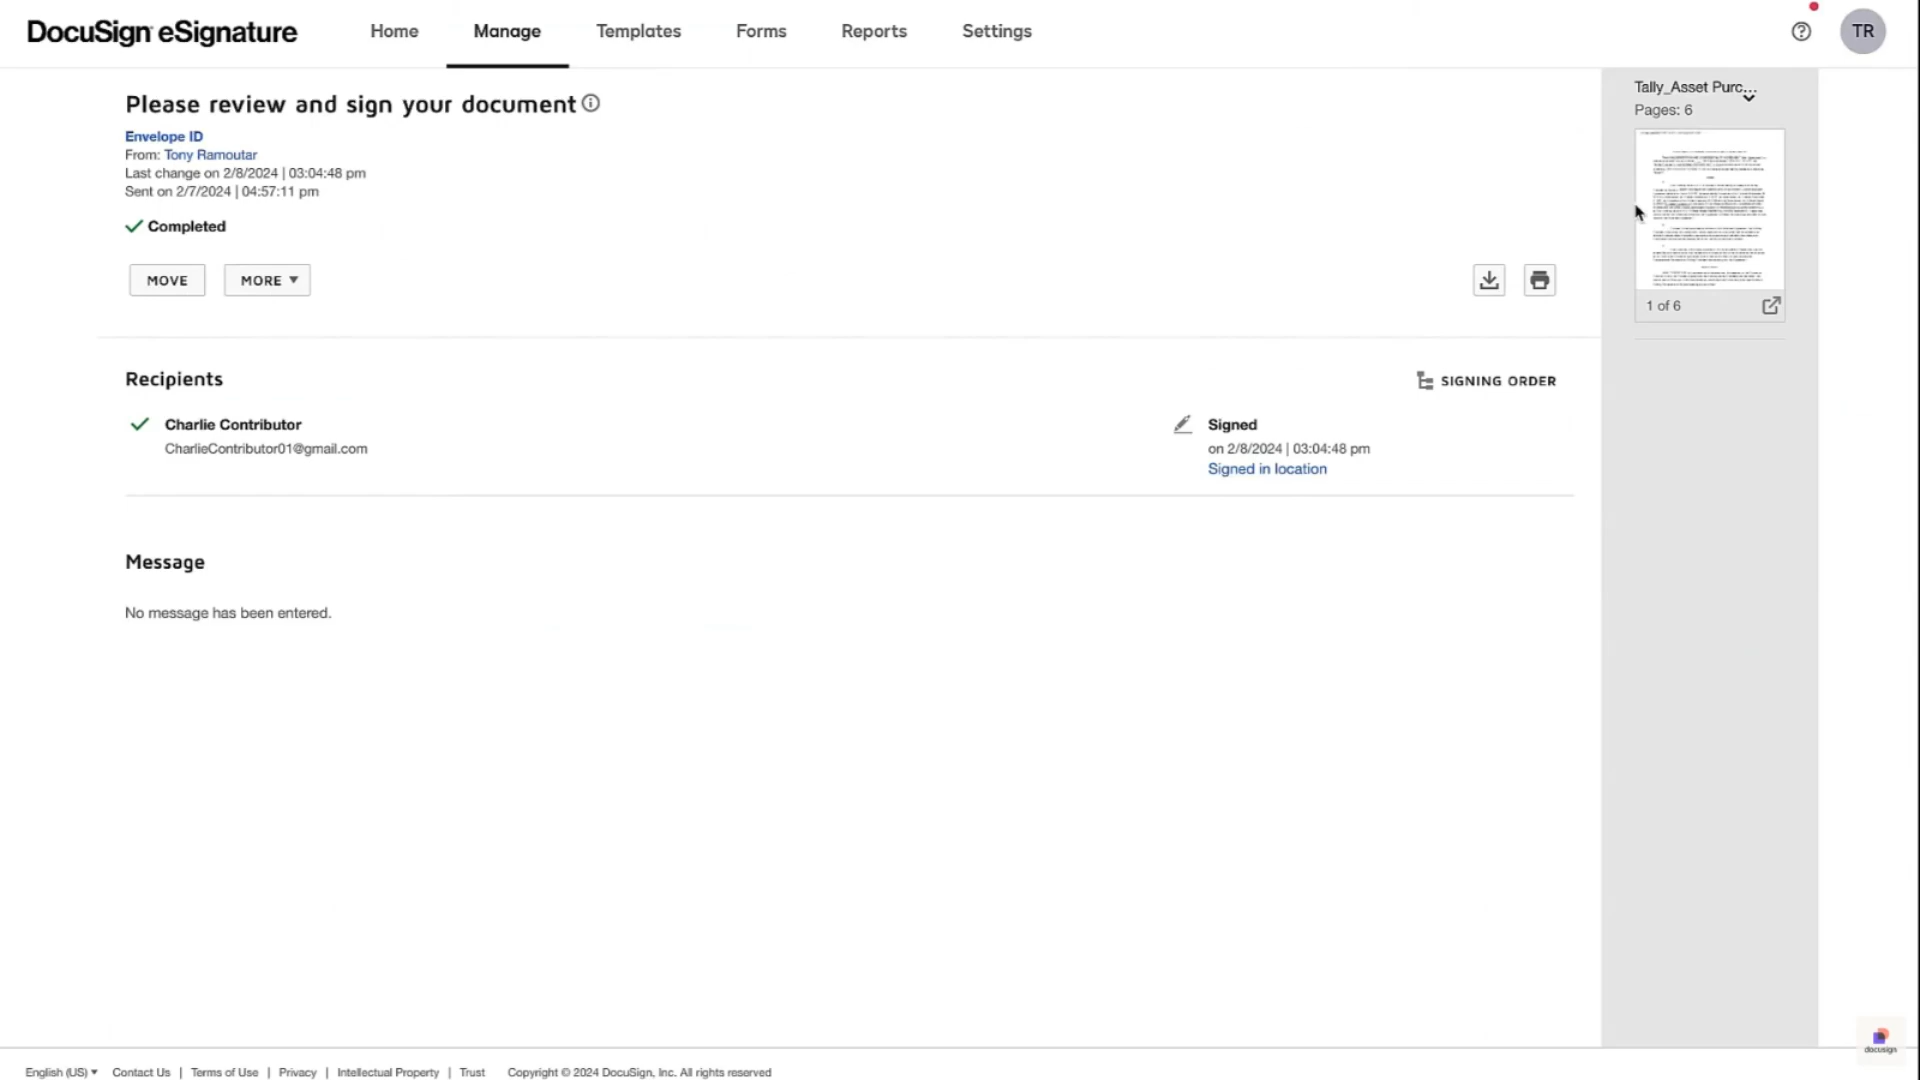 DocuSign eSignature
Home
Manage
Templates
Forms
Reports
Settings
TR
Please review and sign your document
Envelope ID
From: Tony Ramoutar
Last change on 2/8/2024 | 03:04:48 pm
Sent on 2/7/2024 | 04:57:11 pm
Completed
MOVE
MORE
Recipients
SIGNING ORDER
Charlie Contributor
CharlieContributor01@gmail.com
Signed
on 2/8/2024 | 03:04:48 pm
Signed in location
Message
No message has been entered.
Tally_Asset Purc...
Pages: 6
1 of 6
docusign
English (US) Contact Us | Terms of Use | Privacy | Intellectual Property | Trust Copyright © 2024 DocuSign, Inc. All rights reserved